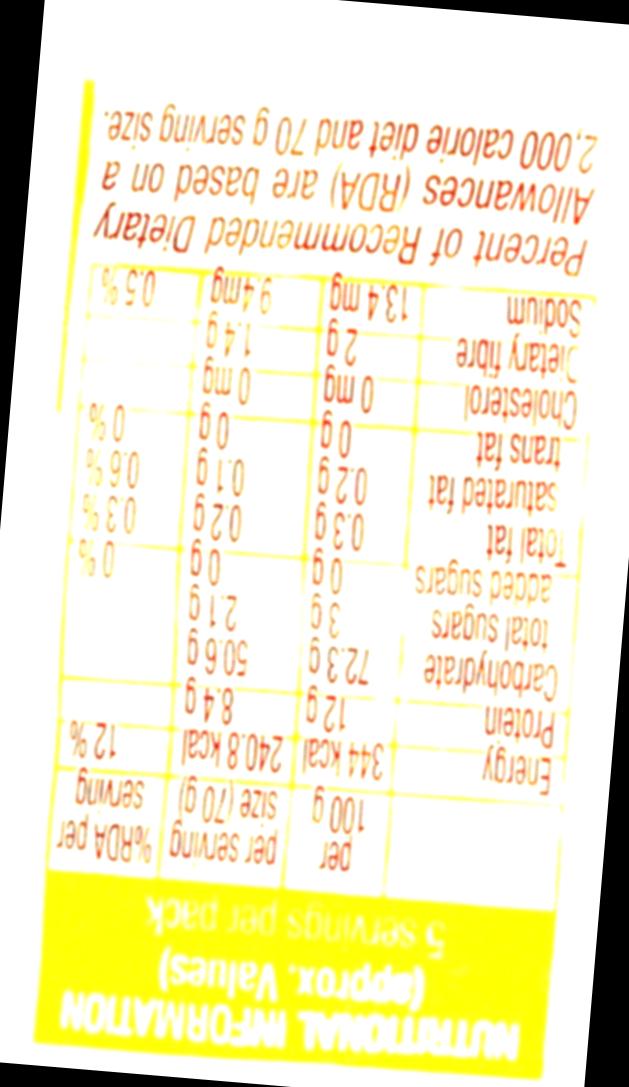 NUTRITIONAL INFORMATION
(approx. Values)
5 servings per pack
per 100 g per serving size (70 g) %RDA per serving
Energy 344 kcal 240.8 kcal 12 %
Protein 12 g 8.4 g
Carbohydrate 72.3 g 50.6 g
total sugars 3 g 2.1 g
added sugars 0 g 0 g 0 %
Total fat 0.3 g 0.2 g 0.3 %
saturated fat 0.2 g 0.1 g 0.6 %
trans fat 0 g 0 g 0 %
Cholesterol 0 mg 0 mg
Dietary fibre 2 g 1.4 g
Sodium 13.4 mg 9.4 mg 0.5 %
Percent of Recommended Dietary
Allowances (RDA) are based on a
2,000 calorie diet and 70 g serving size.